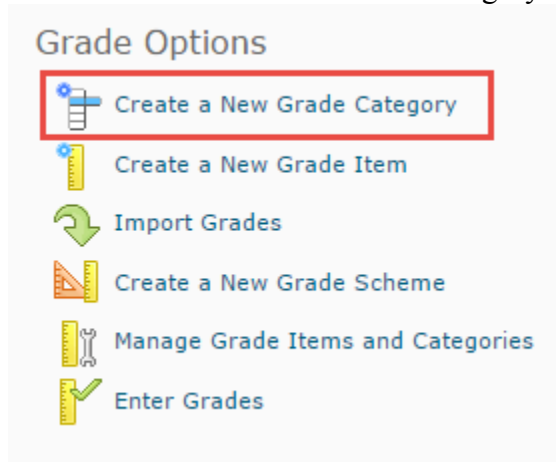 Grade Options
Create a New Grade Category
Create a New Grade Item
Import Grades
Create a New Grade Scheme
Manage Grade Items and Categories
Enter Grades